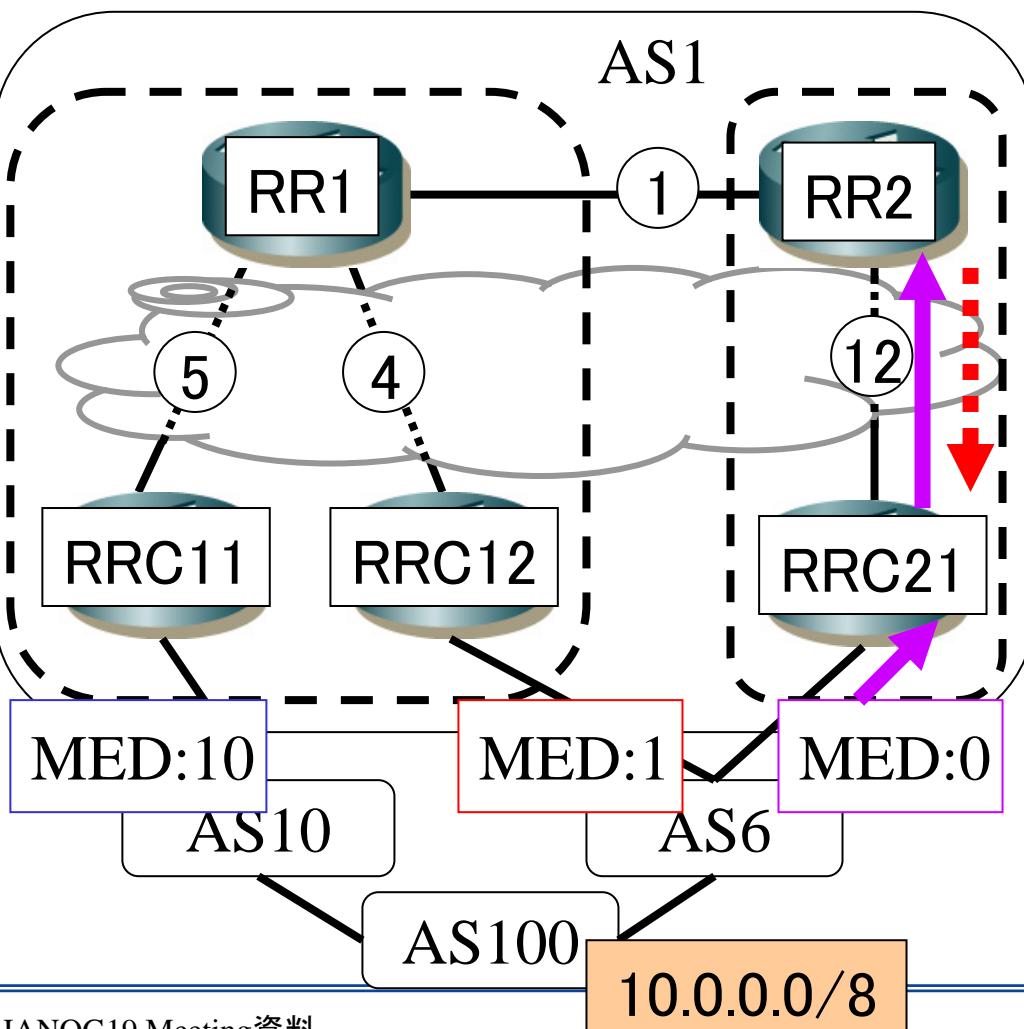 AS1
RR1
1
RR2
5
4
12
RRC11
RRC12
RRC21
MED:10
MED:1
MED:0
AS10
AS6
AS100
10.0.0.0/8
JANOG19 Meeting資料